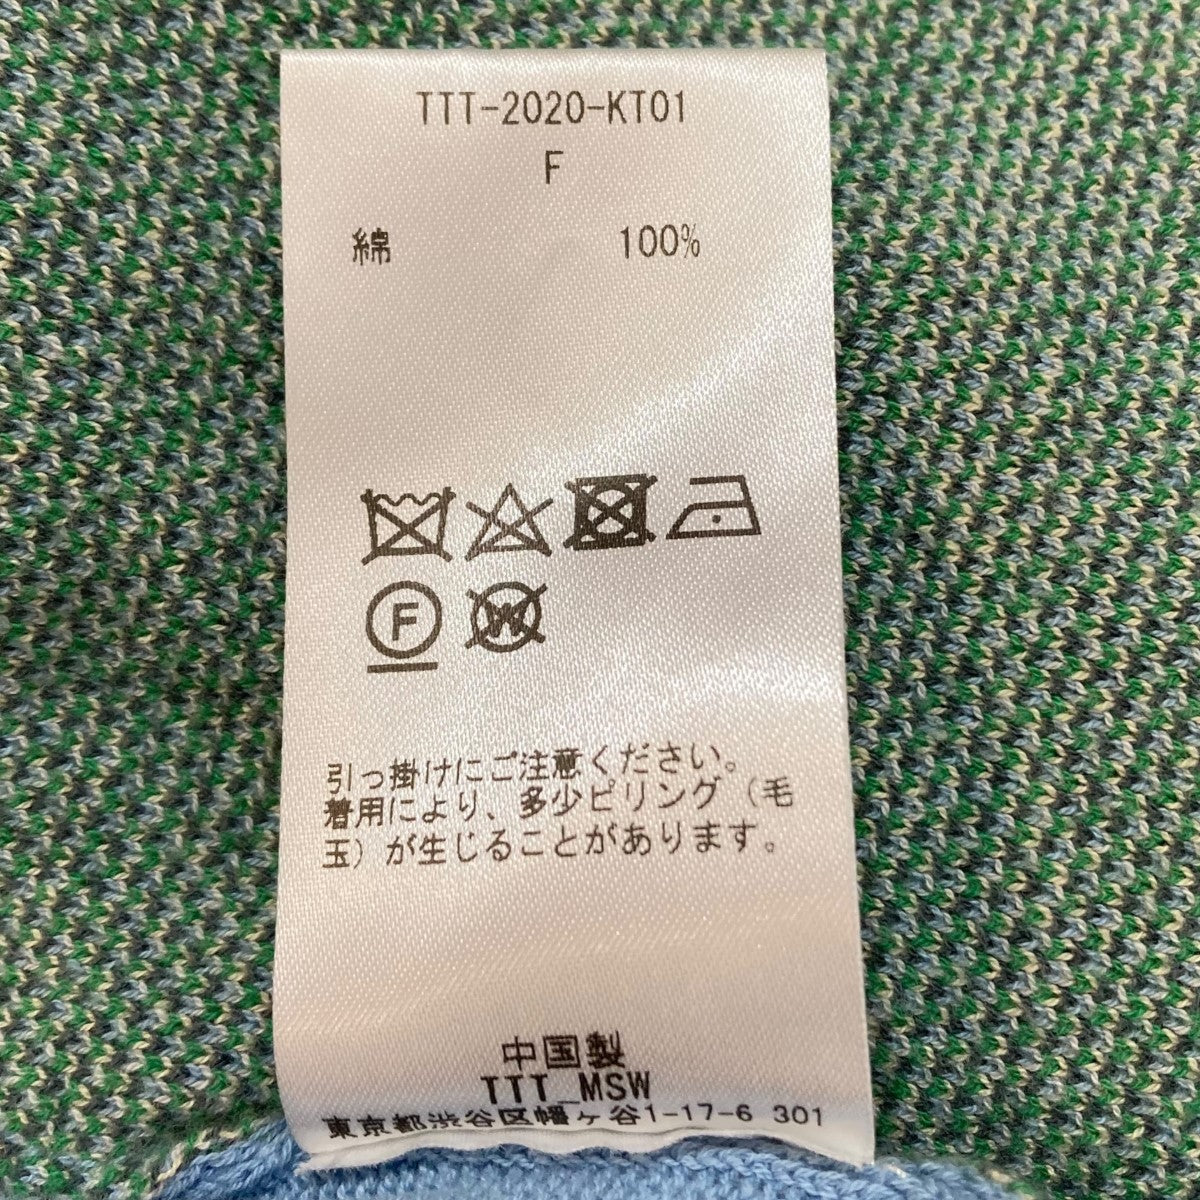 TTT-2020-KT01
F
綿 100%
F
W
引っ掛けにご注意ください。
着用により、多少ピリング（毛
玉）が生じることがあります。
中国製
TTT_MSW
東京都渋谷区幡ヶ谷1-17-6 301